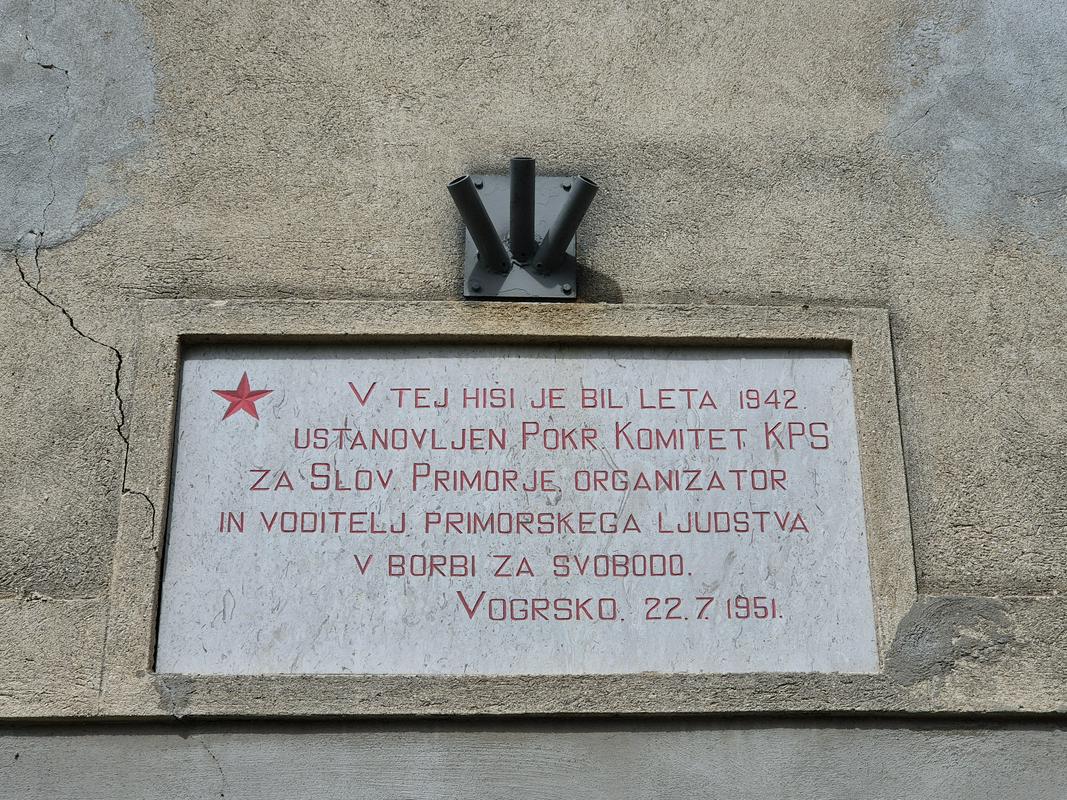 V TEJ HISI JE BIL LETA 1942.
USTANOVLJEN POKR. KOMITET KPS
ZA SLOV. PRIMORJE ORGANIZATOR
IN VODITELJ PRIMORSKEGA LJUDSTVA
V BORBI ZA SVOBODO.
VOGRSKO. 22.7.1951.